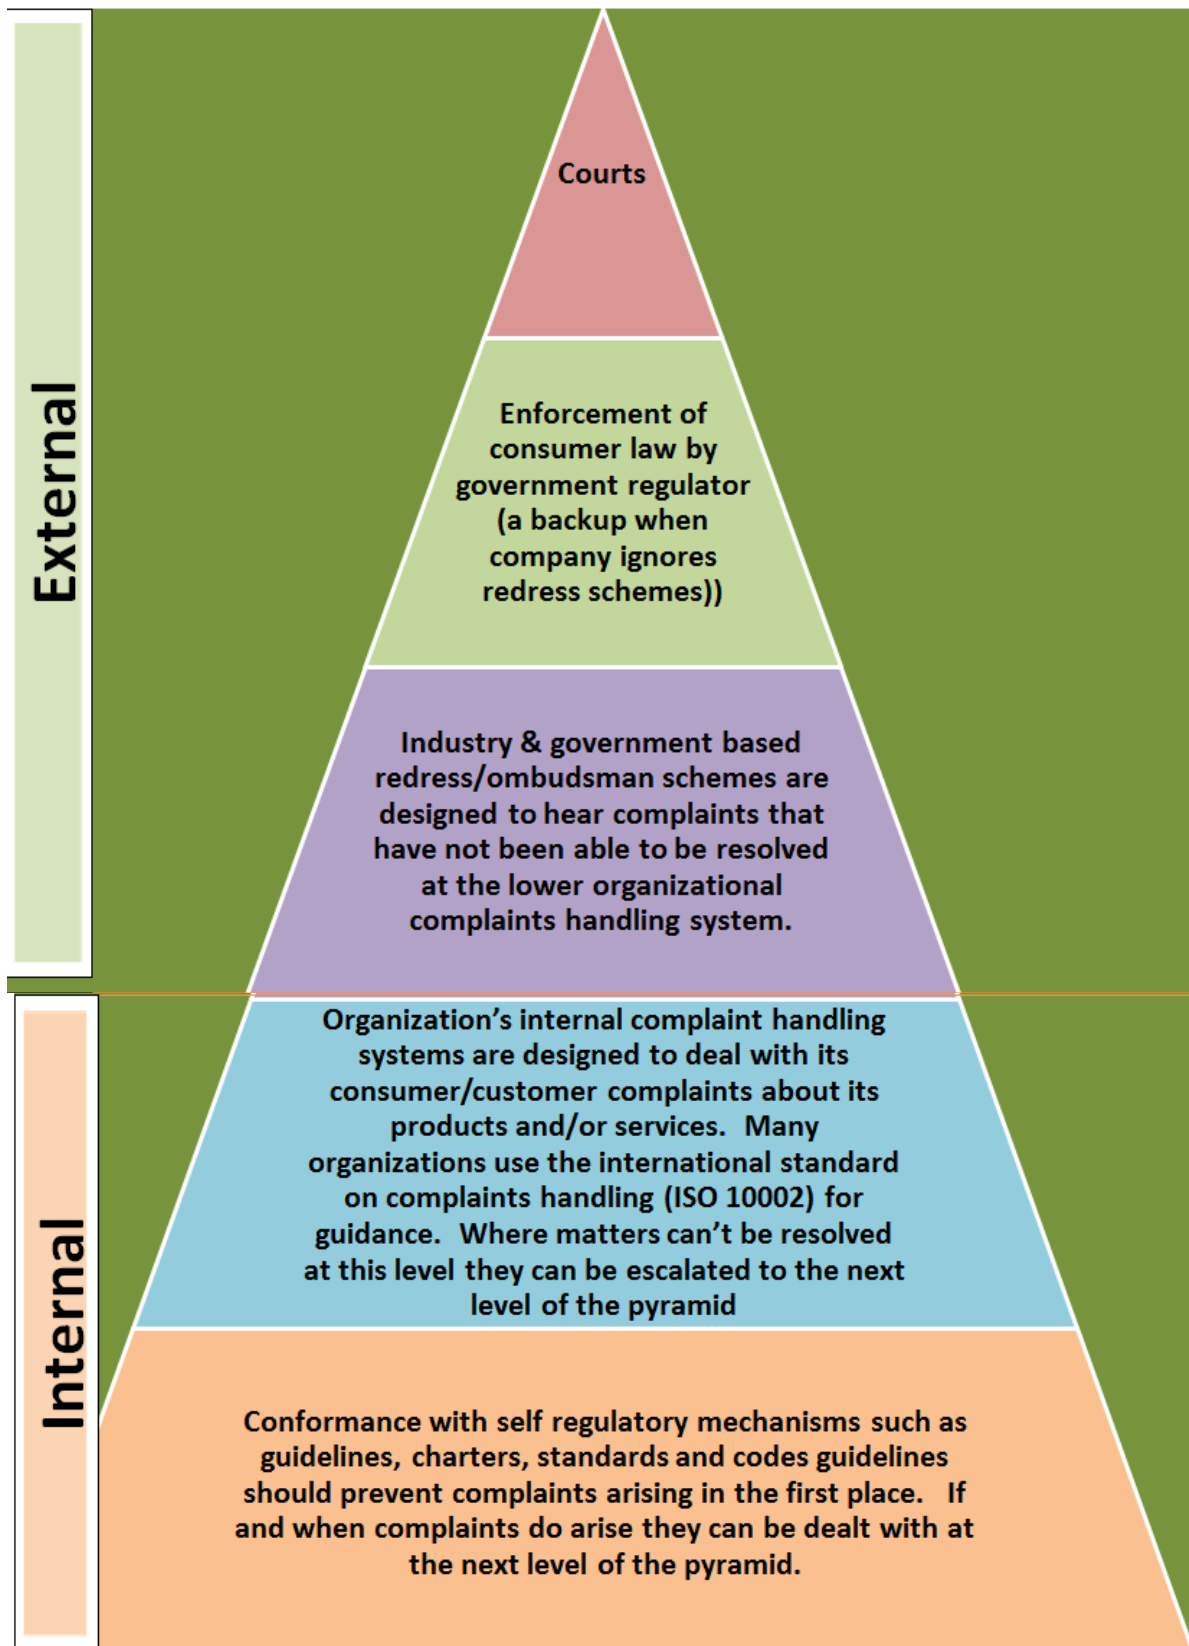 External
Courts
Enforcement of
consumer law by
government regulator
(a backup when
company ignores
redress schemes))
Industry & government based
redress/ombudsman schemes are
designed to hear complaints that
have not been able to be resolved
at the lower organizational
complaints handling system.
Internal
Organization’s internal complaint handling
systems are designed to deal with its
consumer/customer complaints about its
products and/or services.  Many
organizations use the international standard
on complaints handling (ISO 10002) for
guidance.  Where matters can’t be resolved
at this level they can be escalated to the next
level of the pyramid
Conformance with self regulatory mechanisms such as
guidelines, charters, standards and codes guidelines
should prevent complaints arising in the first place.   If
and when complaints do arise they can be dealt with at
the next level of the pyramid.